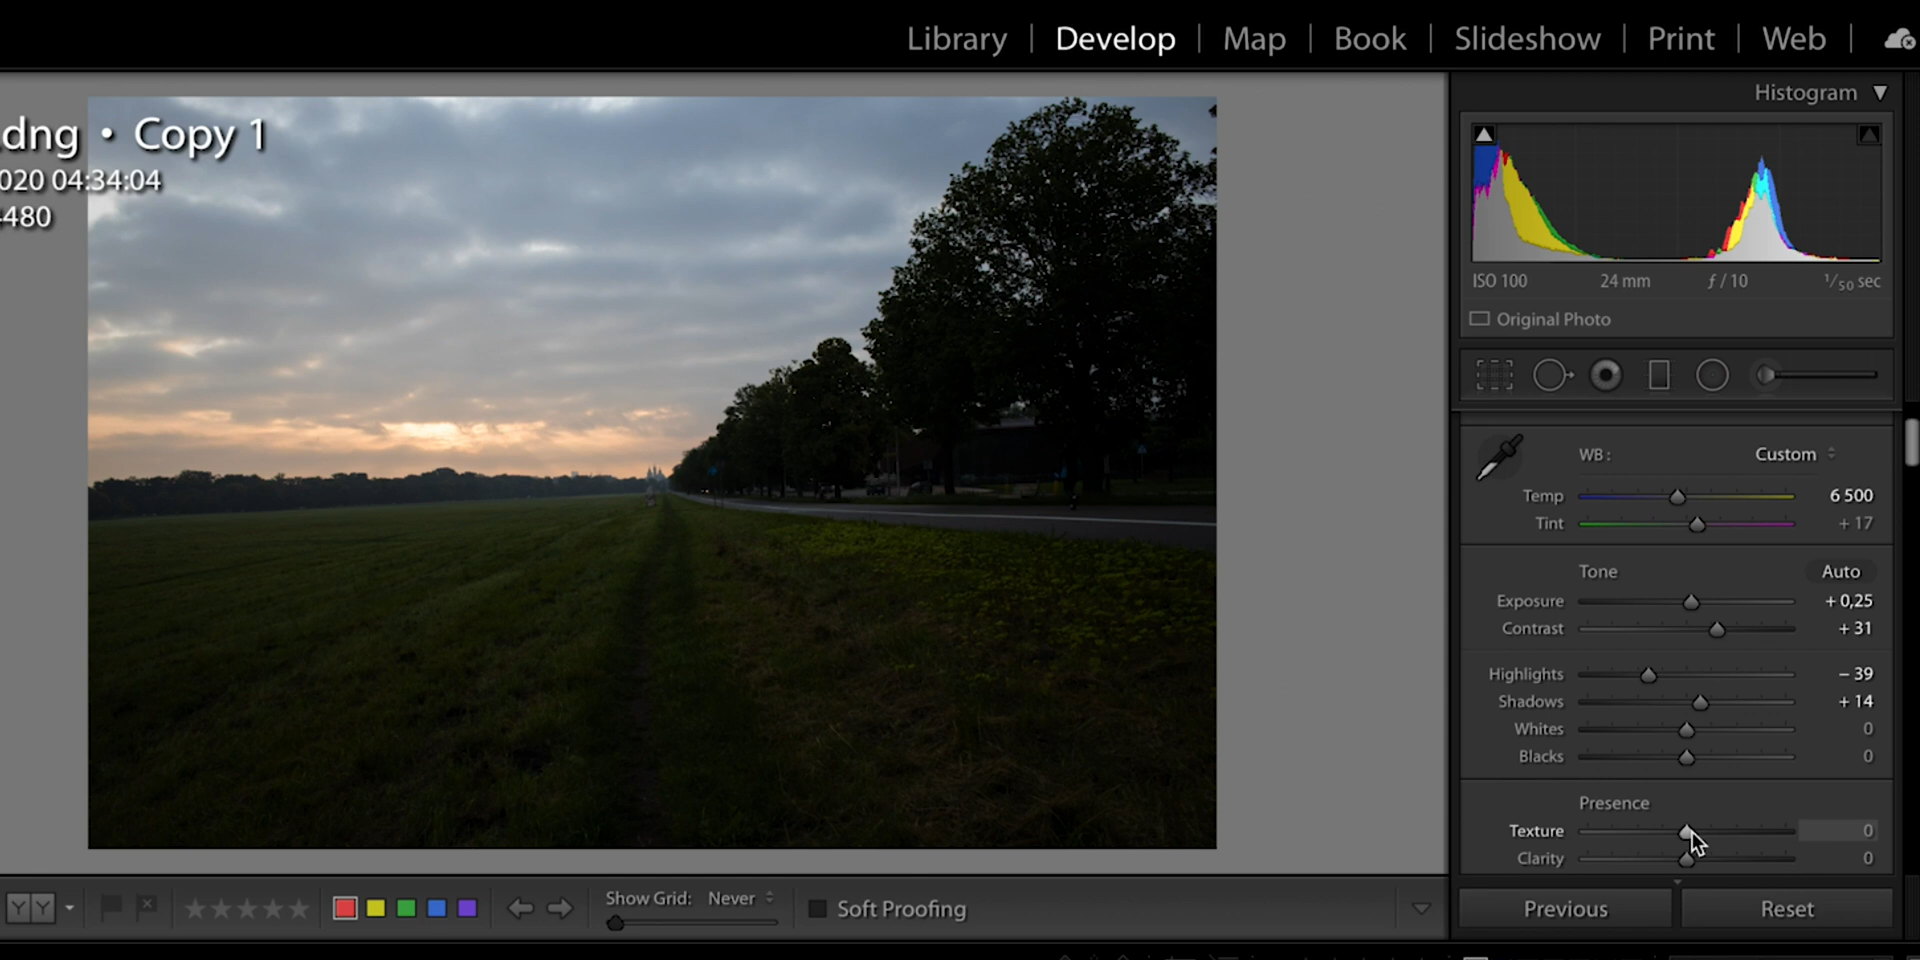 Library | Develop | Map | Book | Slideshow | Print | Web |
Histogram
.dng • Copy 1
020 04:34:04
480
ISO 100 24 mm ƒ / 10 1/50 sec
Original Photo
WB : Custom
Temp 6 500
Tint + 17
Tone Auto
Exposure + 0,25
Contrast + 31
Highlights − 39
Shadows + 14
Whites 0
Blacks 0
Presence
Texture 0
Clarity 0
Y Y Show Grid: Never Soft Proofing
Previous Reset